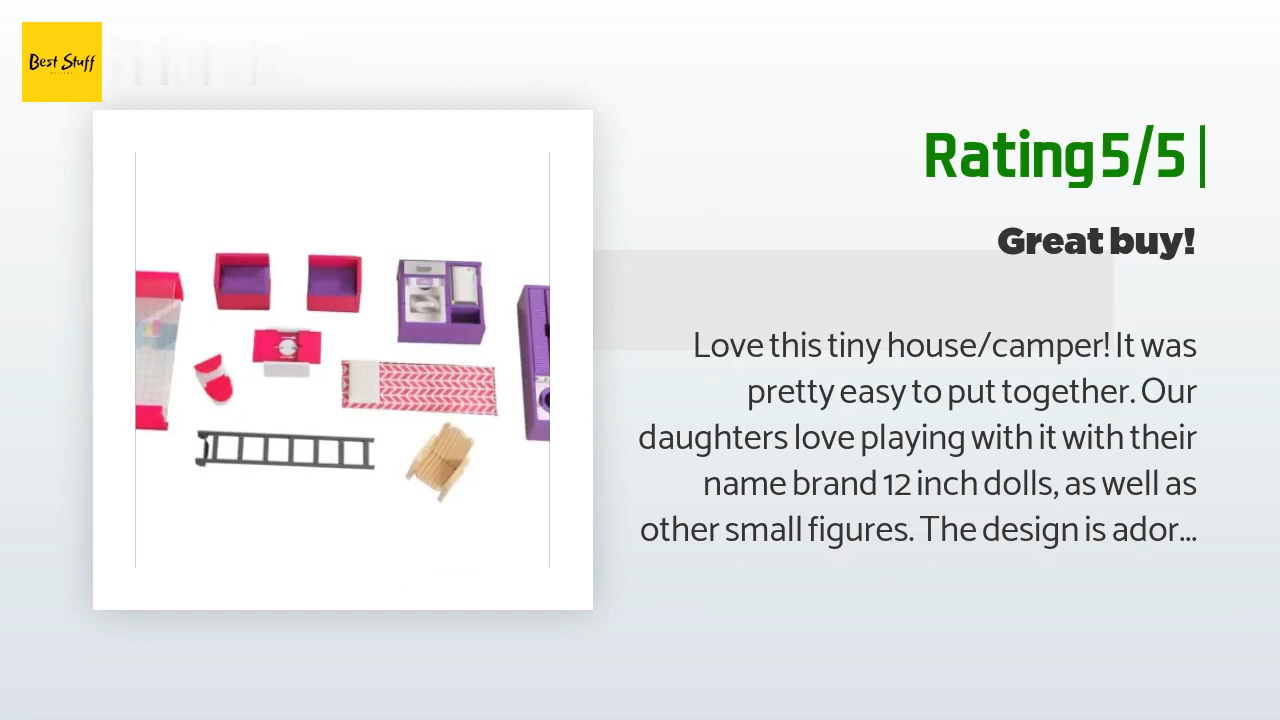 Best Stuff
Rating 5/5
Great buy!
Love this tiny house/camper! It was
pretty easy to put together. Our
daughters love playing with it with their
name brand 12 inch dolls, as well as
other small figures. The design is ador...